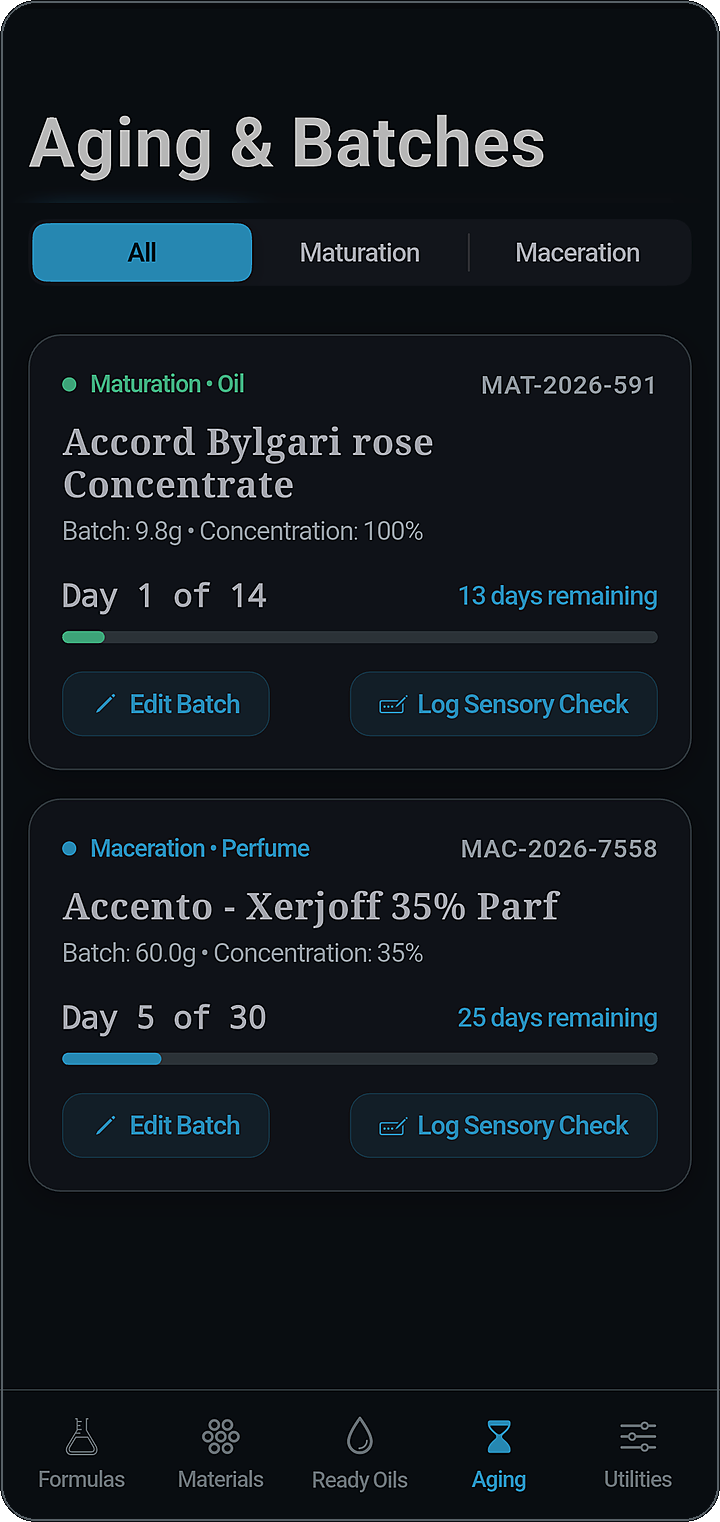 Aging & Batches
All
Maturation
Maceration
Maturation • Oil
MAT-2026-591
Accord Bylgari rose
Concentrate
Batch: 9.8g • Concentration: 100%
Day 1 of 14
13 days remaining
Edit Batch
Log Sensory Check
Maceration • Perfume
MAC-2026-7558
Accento - Xerjoff 35% Parf
Batch: 60.0g • Concentration: 35%
Day 5 of 30
25 days remaining
Edit Batch
Log Sensory Check
Formulas
Materials
Ready Oils
Aging
Utilities